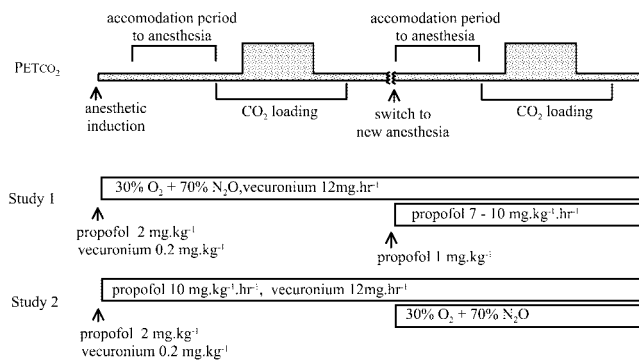 accomodation period
to anesthesia
accomodation period
to anesthesia
PETCO₂
anesthetic
induction
CO₂ loading
switch to
new anesthesia
CO₂ loading
Study 1
30% O₂ + 70% N₂O,vecuronium 12mg.hr⁻¹
propofol 7 - 10 mg.kg⁻¹.hr⁻¹
propofol 2 mg.kg⁻¹
vecuronium 0.2 mg.kg⁻¹
propofol 1 mg.kg⁻¹
Study 2
propofol 10 mg.kg⁻¹.hr⁻¹, vecuronium 12mg.hr⁻¹
30% O₂ + 70% N₂O
propofol 2 mg.kg⁻¹
vecuronium 0.2 mg.kg⁻¹